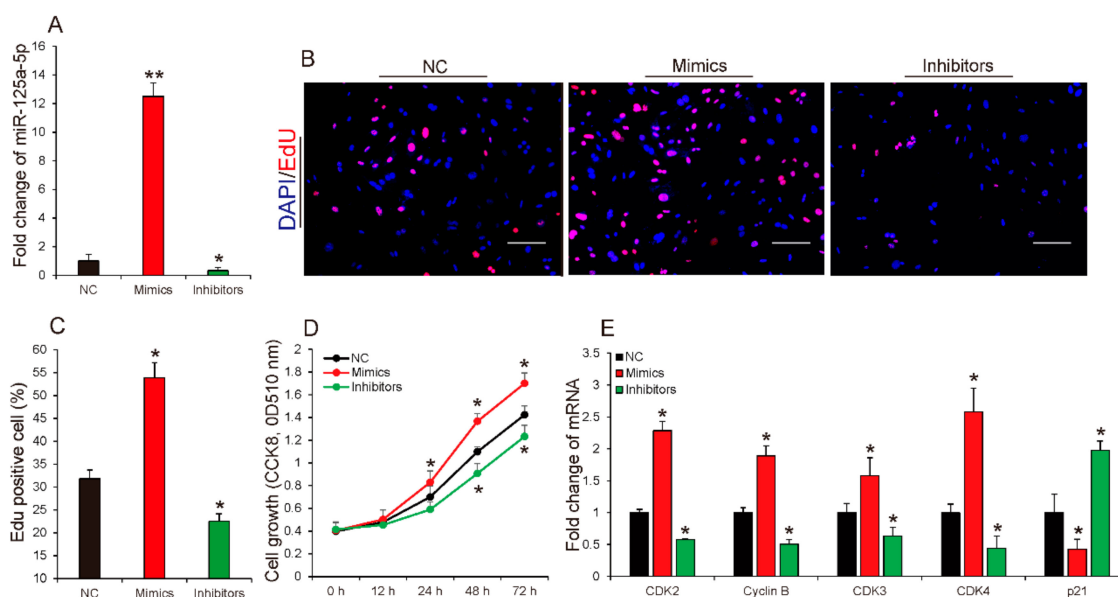 A
Fold change of miR-125a-5p
16
14
12
10
8
6
4
2
0
**
*
NC Mimics Inhibitors
B
NC Mimics Inhibitors
DAPI/EdU
C
Edu positive cell (%)
65
60
55
50
45
40
35
30
25
20
15
10
*
*
NC Mimics Inhibitors
D
Cell growth (CCK8, 0D510 nm)
2
1.8
1.6
1.4
1.2
1
0.8
0.6
0.4
0.2
0
NC
Mimics
Inhibitors
*
*
*
*
*
0 h 12 h 24 h 48 h 72 h
E
Fold change of mRNA
3.5
3
2.5
2
1.5
1
0.5
0
NC
Mimics
Inhibitors
* * * * *
* * * * *
CDK2 Cyclin B CDK3 CDK4 p21